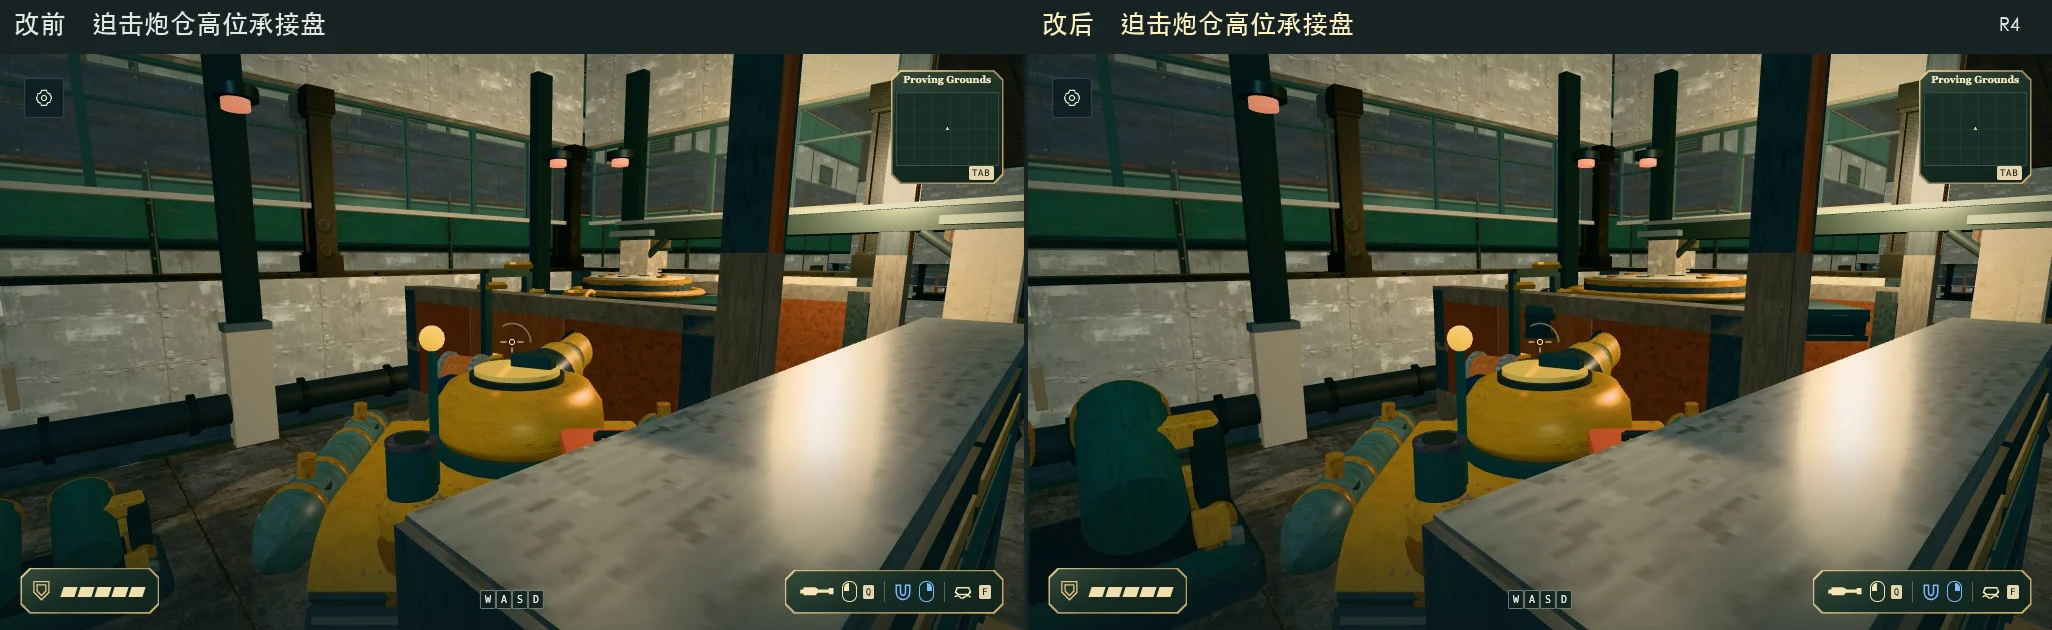 改前 迫击炮仓高位承接盘
改后 迫击炮仓高位承接盘
R4
Proving Grounds
TAB
W A S D
Q
F
Proving Grounds
TAB
W A S D
Q
F